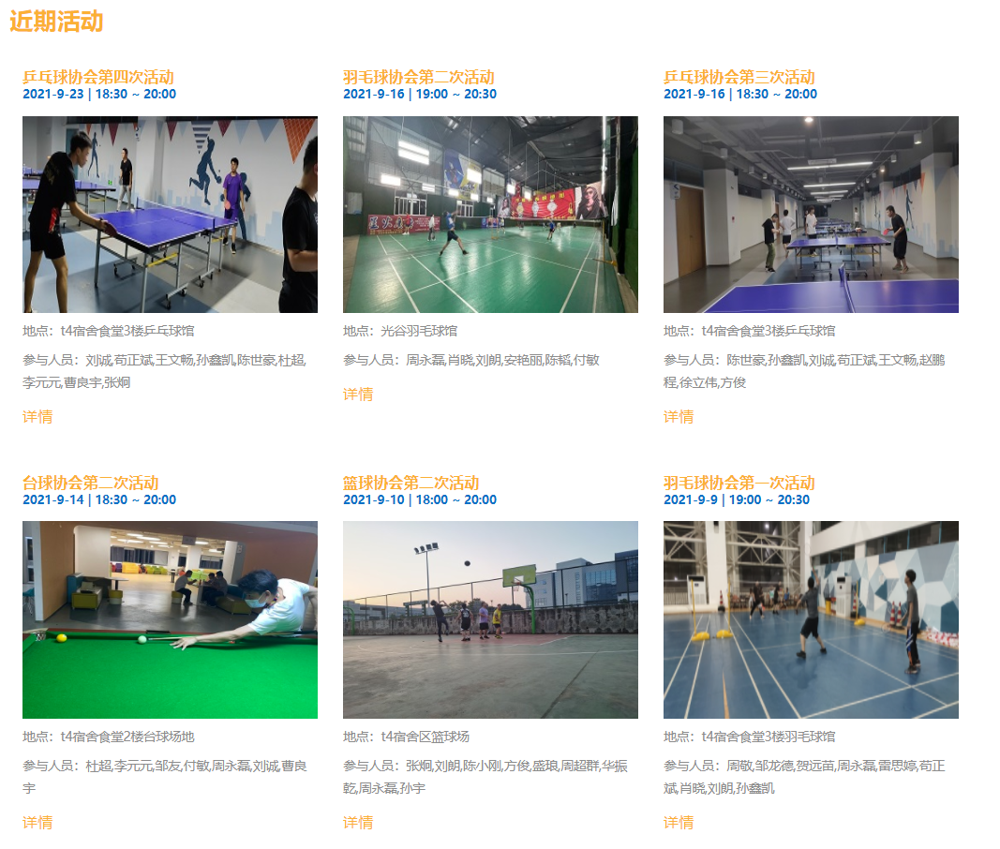 近期活动
乒乓球协会第四次活动
2021-9-23 | 18:30 ~ 20:00
地点：t4宿舍食堂3楼乒乓球馆
参与人员：刘诚,苟正斌,王文畅,孙鑫凯,陈世豪,杜超,
李元元,曹良宇,张炯
详情
羽毛球协会第二次活动
2021-9-16 | 19:00 ~ 20:30
地点：光谷羽毛球馆
参与人员：周永磊,肖晓,刘朗,安艳丽,陈韬,付敏
详情
乒乓球协会第三次活动
2021-9-16 | 18:30 ~ 20:00
地点：t4宿舍食堂3楼乒乓球馆
参与人员：陈世豪,孙鑫凯,刘诚,苟正斌,王文畅,赵鹏
程,徐立伟,方俊
详情
台球协会第二次活动
2021-9-14 | 18:30 ~ 20:00
地点：t4宿舍食堂2楼台球场地
参与人员：杜超,李元元,邹友,付敏,周永磊,刘诚,曹良
宇
详情
篮球协会第二次活动
2021-9-10 | 18:00 ~ 20:00
地点：t4宿舍区篮球场
参与人员：张炯,刘朗,陈小刚,方俊,盛琅,周超群,华振
乾,周永磊,孙宇
详情
羽毛球协会第一次活动
2021-9-9 | 19:00 ~ 20:30
地点：t4宿舍食堂3楼羽毛球馆
参与人员：周敬,邹龙德,贺远苗,周永磊,雷思婷,苟正
斌,肖晓,刘朗,孙鑫凯
详情